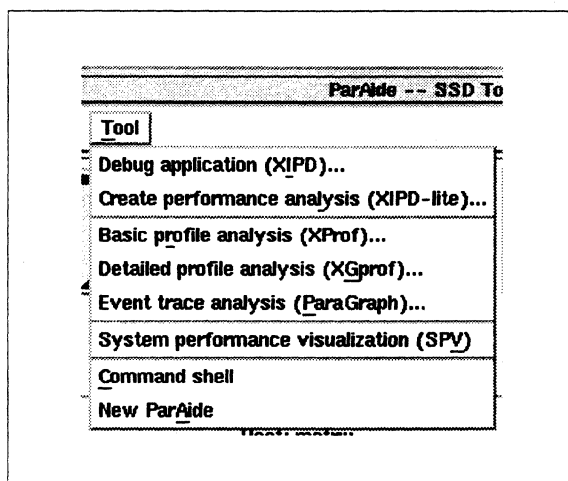 ParAide -- SSD To
Tool
Debug application (XIPD)...
Create performance analysis (XIPD-lite)...
Basic profile analysis (XProf)...
Detailed profile analysis (XGprof)...
Event trace analysis (ParaGraph)...
System performance visualization (SPV)
Command shell
New ParAide